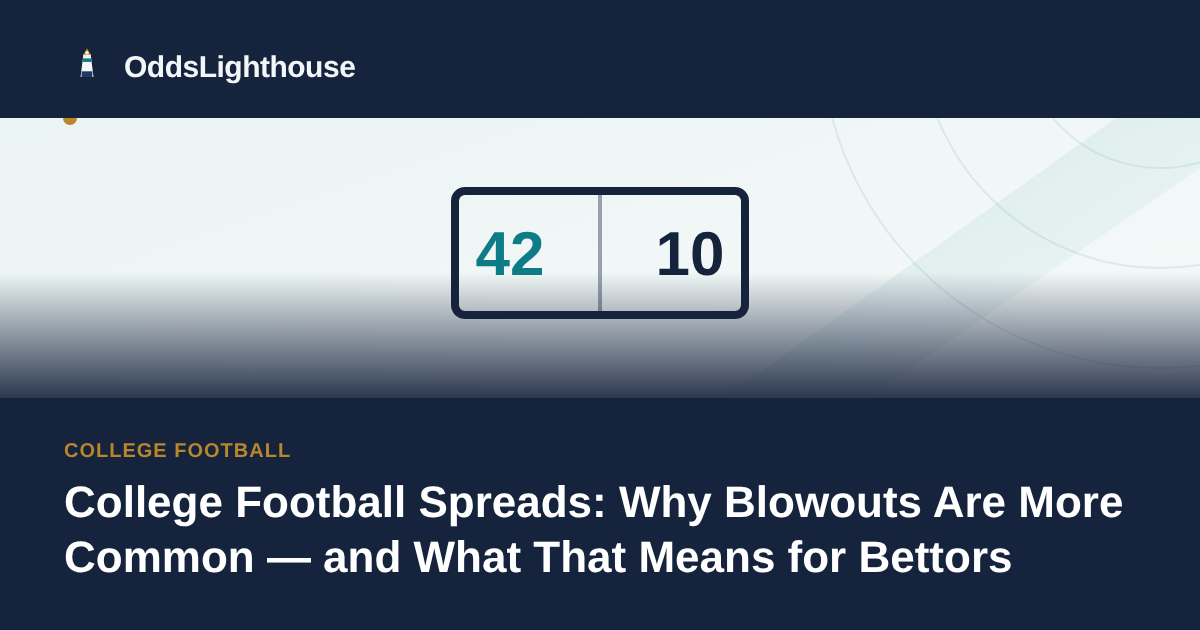 OddsLighthouse
42 10
COLLEGE FOOTBALL
College Football Spreads: Why Blowouts Are More
Common — and What That Means for Bettors